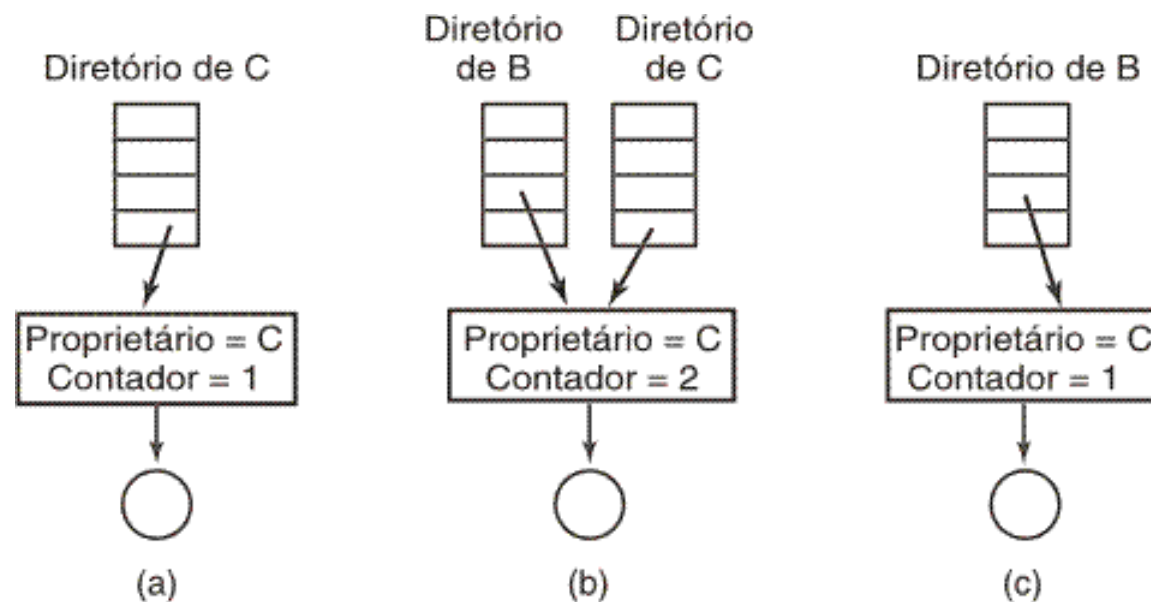 Diretório de C
Proprietário = C
Contador = 1
(a)
Diretório
de B
Diretório
de C
Proprietário = C
Contador = 2
(b)
Diretório de B
Proprietário = C
Contador = 1
(c)